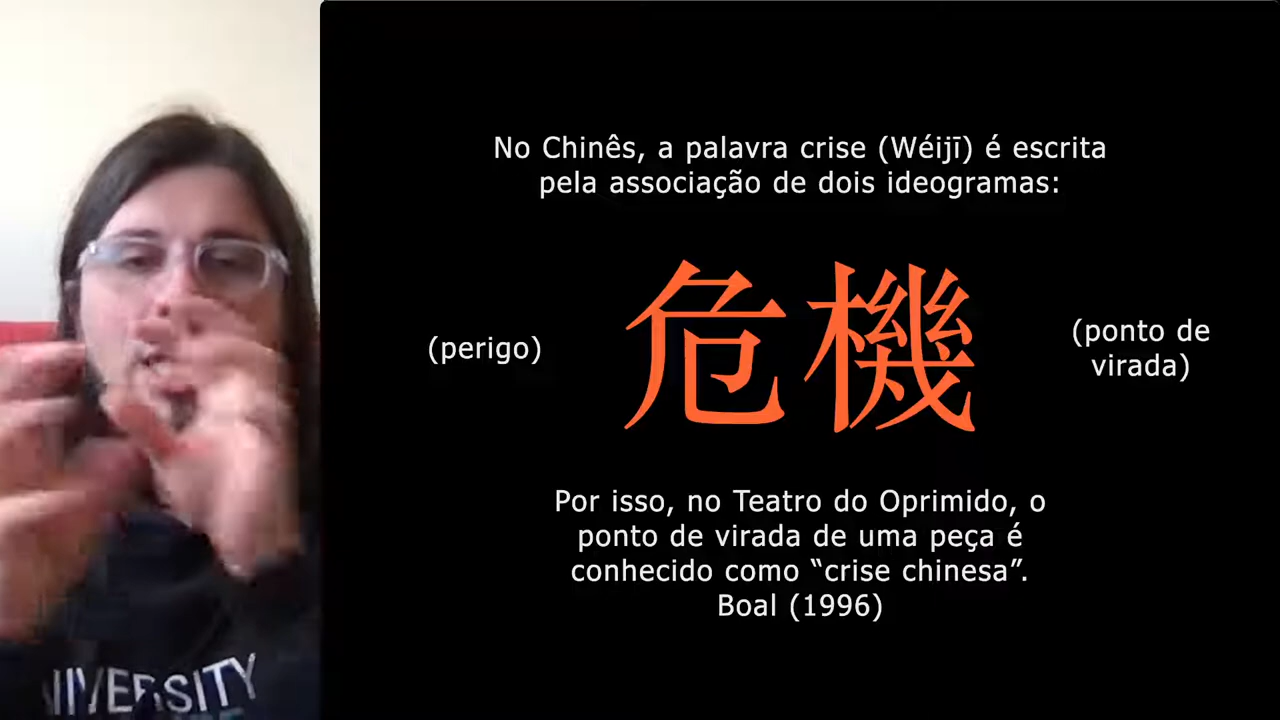 No Chinês, a palavra crise (Wéijī) é escrita
pela associação de dois ideogramas:
(perigo)
危機
(ponto de
virada)
Por isso, no Teatro do Oprimido, o
ponto de virada de uma peça é
conhecido como “crise chinesa”.
Boal (1996)
NIVERSITY